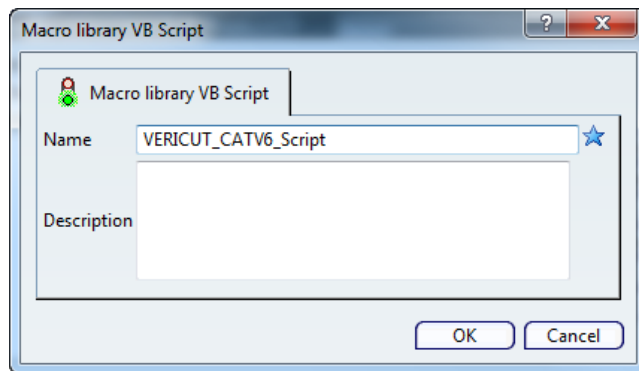 Macro library VB Script
?
X
Macro library VB Script
Name
VERICUT_CATV6_Script
Description
OK
Cancel